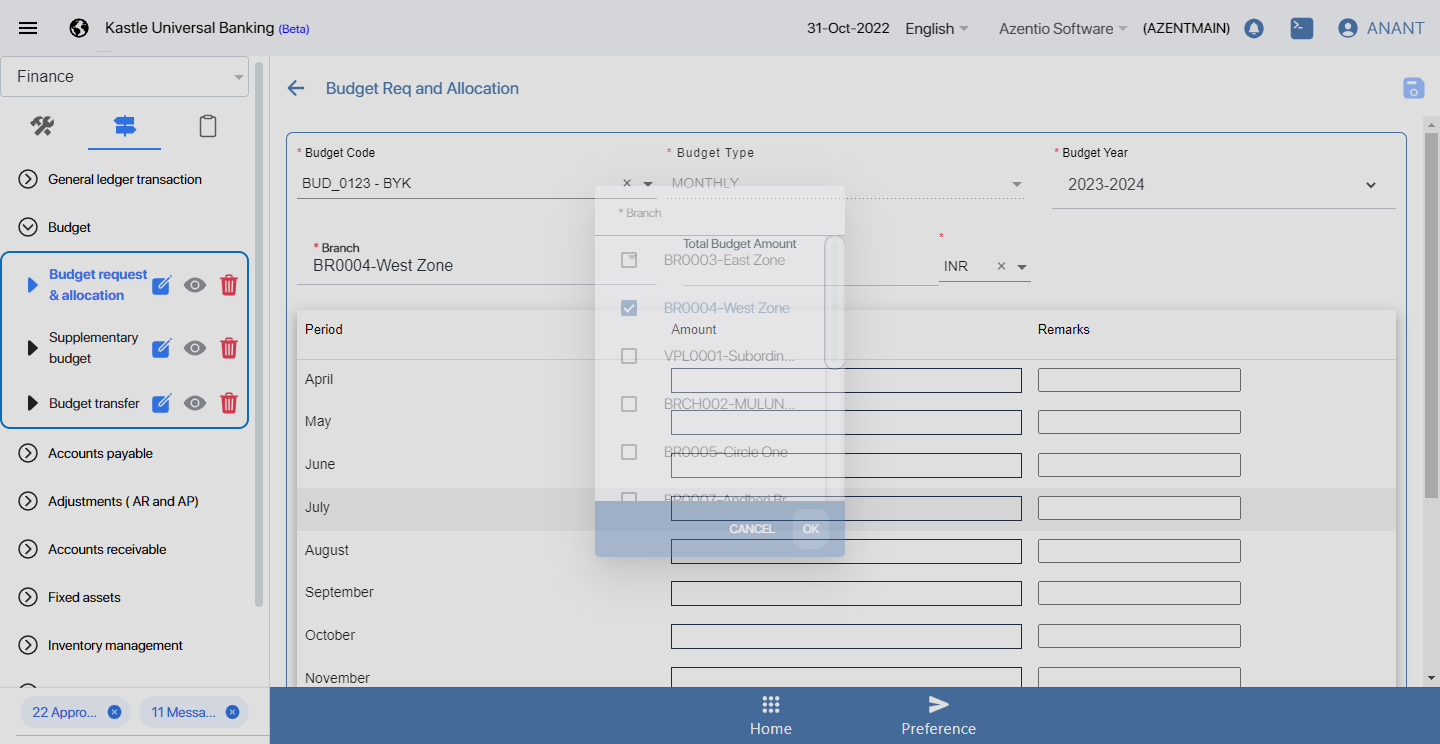 Kastle Universal Banking (Beta)
31-Oct-2022
English
Azentio Software
(AZENTMAIN)
ANANT
Finance
Budget Req and Allocation
General ledger transaction
Budget
Budget request
& allocation
Supplementary
budget
Budget transfer
Accounts payable
Adjustments ( AR and AP)
Accounts receivable
Fixed assets
Inventory management
22 Appro...
11 Messa...
* Budget Code
* Budget Type
* Budget Year
BUD_0123 - BYK
MONTHLY
2023-2024
* Branch
BR0004-West Zone
Total Budget Amount
*
INR
* Branch
BR0003-East Zone
BR0004-West Zone
VPL0001-Subordin...
BRCH002-MULUN...
BR0005-Circle One
BR0007-Andheri Br
CANCEL
OK
Period
Amount
Remarks
April
May
June
July
August
September
October
November
Home
Preference